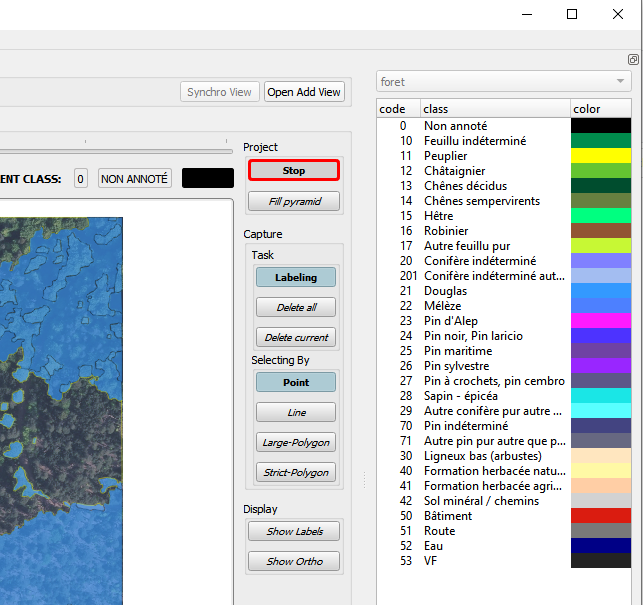 Synchro View
Open Add View
ENT CLASS: 0 NON ANNOTÉ
Project
Stop
Fill pyramid
Capture
Task
Labeling
Delete all
Delete current
Selecting By
Point
Line
Large-Polygon
Strict-Polygon
Display
Show Labels
Show Ortho
foret
code class color
0 Non annoté
10 Feuillu indéterminé
11 Peuplier
12 Châtaignier
13 Chênes décidus
14 Chênes sempervirents
15 Hêtre
16 Robinier
17 Autre feuillu pur
20 Conifère indéterminé
201 Conifère indéterminé aut...
21 Douglas
22 Mélèze
23 Pin d'Alep
24 Pin noir, Pin laricio
25 Pin maritime
26 Pin sylvestre
27 Pin à crochets, pin cembro
28 Sapin - épicéa
29 Autre conifère pur autre ...
70 Pin indéterminé
71 Autre pin pur autre que p...
30 Ligneux bas (arbustes)
40 Formation herbacée natu...
41 Formation herbacée agri...
42 Sol minéral / chemins
50 Bâtiment
51 Route
52 Eau
53 VF